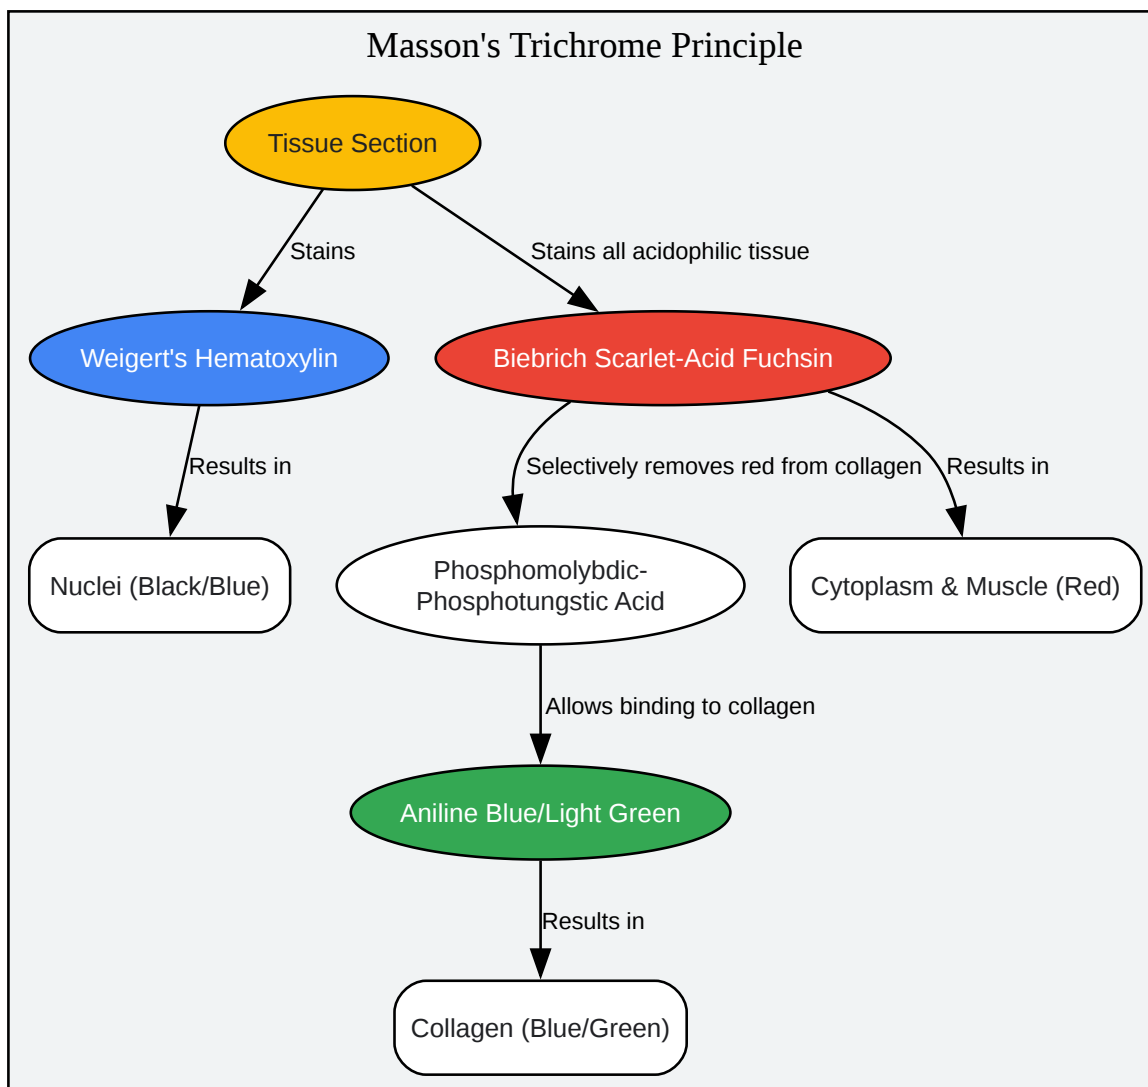 Masson's Trichrome Principle
Tissue Section
Stains
Stains all acidophilic tissue
Weigert's Hematoxylin
Biebrich Scarlet-Acid Fuchsin
Results in
Selectively removes red from collagen
Results in
Nuclei (Black/Blue)
Phosphomolybdic-
Phosphotungstic Acid
Cytoplasm & Muscle (Red)
Allows binding to collagen
Aniline Blue/Light Green
Results in
Collagen (Blue/Green)